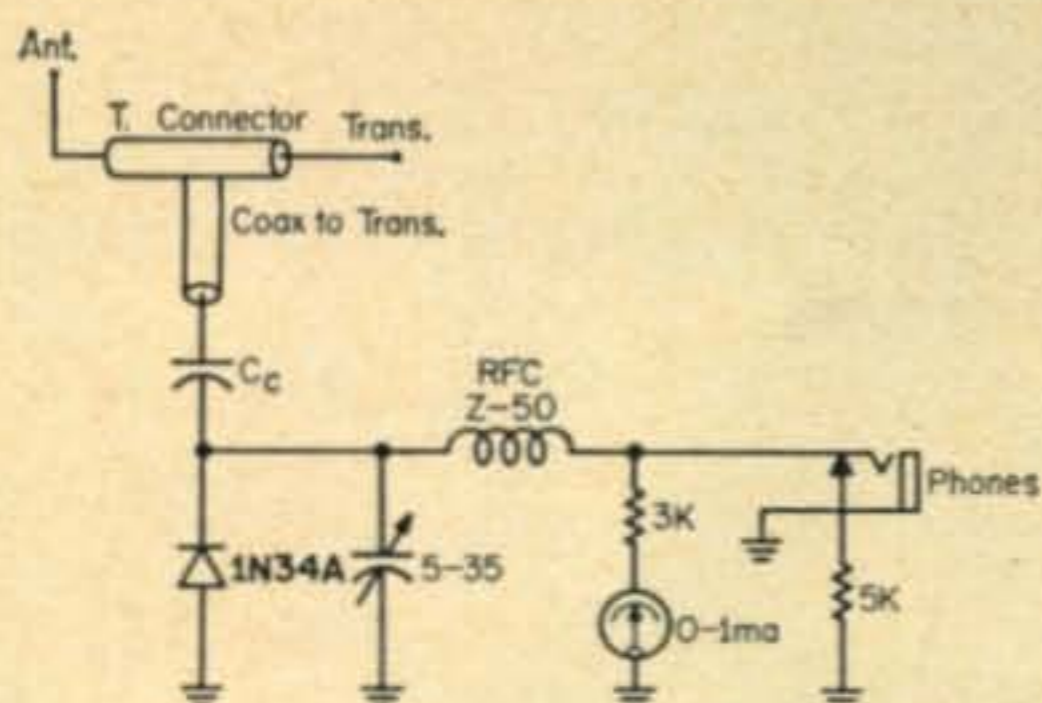 Ant.
T. Connector
Trans.
Coax to Trans.
Cc
RFC
Z-50
Phones
3K
1N34A
5-35
5K
0-1ma